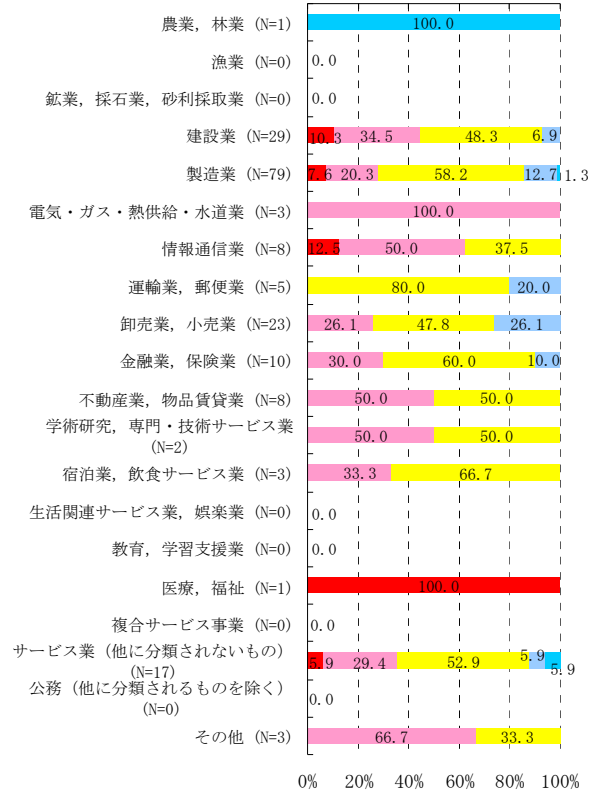 農業，林業 (N=1) 100.0
漁業 (N=0) 0.0
鉱業，採石業，砂利採取業 (N=0) 0.0
建設業 (N=29) 10.3 34.5 48.3 6.9
製造業 (N=79) 7.6 20.3 58.2 12.7 1.3
電気・ガス・熱供給・水道業 (N=3) 100.0
情報通信業 (N=8) 12.5 50.0 37.5
運輸業，郵便業 (N=5) 80.0 20.0
卸売業，小売業 (N=23) 26.1 47.8 26.1
金融業，保険業 (N=10) 30.0 60.0 10.0
不動産業，物品賃貸業 (N=8) 50.0 50.0
学術研究，専門・技術サービス業
(N=2) 50.0 50.0
宿泊業，飲食サービス業 (N=3) 33.3 66.7
生活関連サービス業，娯楽業 (N=0) 0.0
教育，学習支援業 (N=0) 0.0
医療，福祉 (N=1) 100.0
複合サービス事業 (N=0) 0.0
サービス業（他に分類されないもの）
(N=17) 5.9 29.4 52.9 5.9 5.9
公務（他に分類されるものを除く）
(N=0) 0.0
その他 (N=3) 66.7 33.3
0% 20% 40% 60% 80% 100%